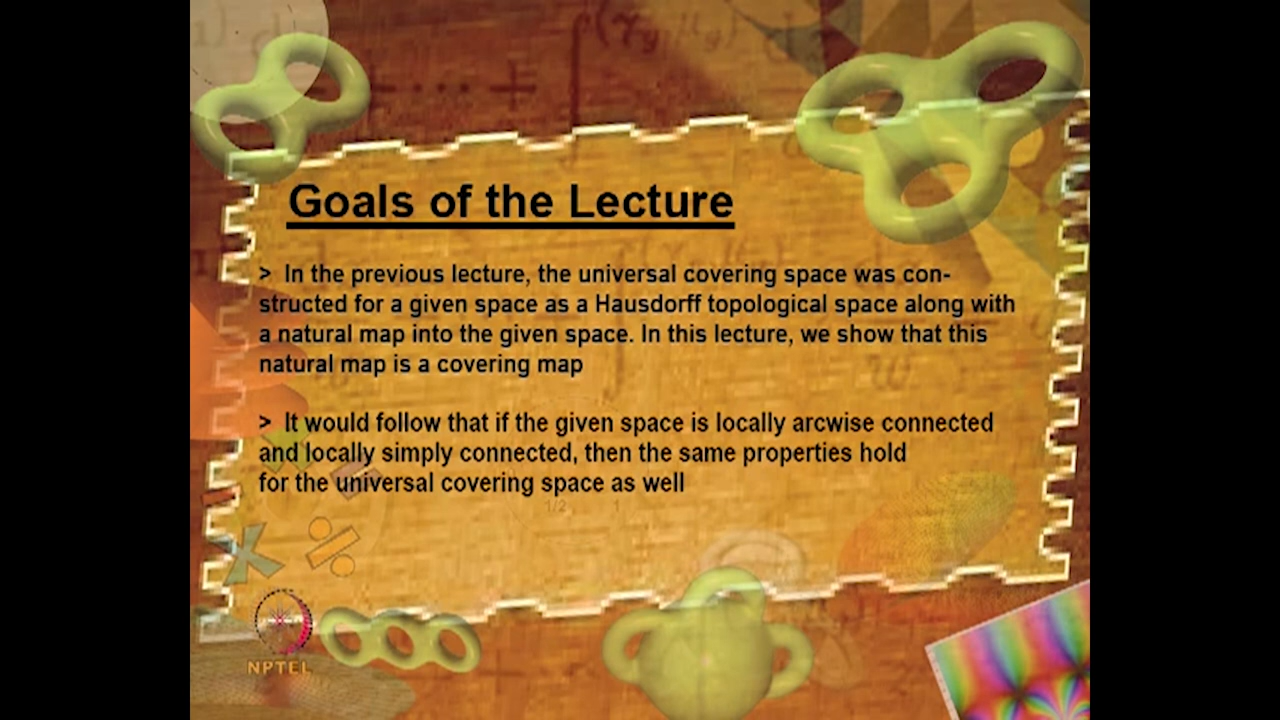 Goals of the Lecture
> In the previous lecture, the universal covering space was con-
structed for a given space as a Hausdorff topological space along with
a natural map into the given space. In this lecture, we show that this
natural map is a covering map
> It would follow that if the given space is locally arcwise connected
and locally simply connected, then the same properties hold
for the universal covering space as well
1/2
NPTEL